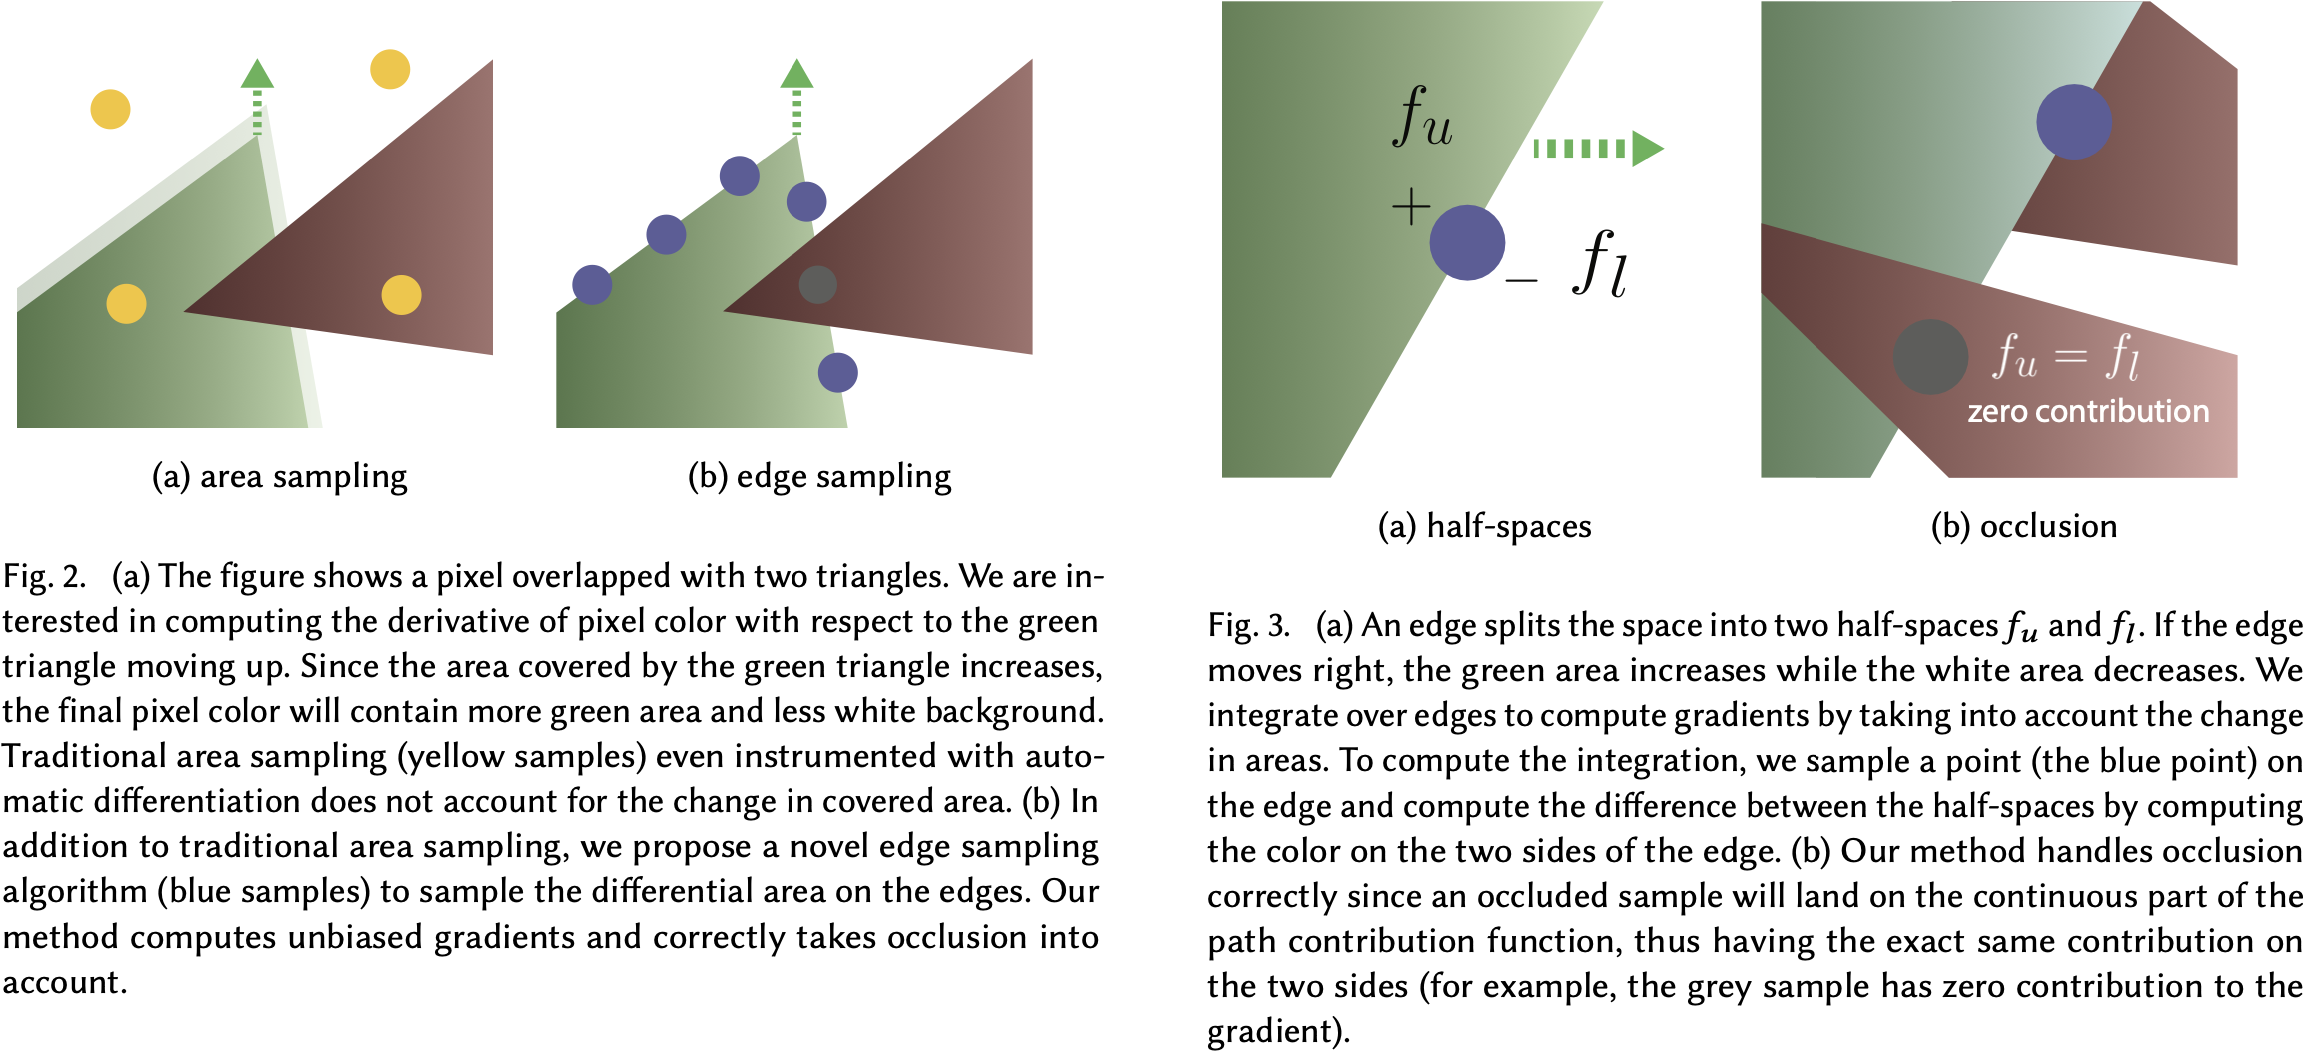 (a) area sampling
(b) edge sampling
Fig. 2. (a) The figure shows a pixel overlapped with two triangles. We are in-
terested in computing the derivative of pixel color with respect to the green
triangle moving up. Since the area covered by the green triangle increases,
the final pixel color will contain more green area and less white background.
Traditional area sampling (yellow samples) even instrumented with auto-
matic differentiation does not account for the change in covered area. (b) In
addition to traditional area sampling, we propose a novel edge sampling
algorithm (blue samples) to sample the differential area on the edges. Our
method computes unbiased gradients and correctly takes occlusion into
account.
f_u
+
− f_l
f_u = f_l
zero contribution
(a) half-spaces
(b) occlusion
Fig. 3. (a) An edge splits the space into two half-spaces f_u and f_l. If the edge
moves right, the green area increases while the white area decreases. We
integrate over edges to compute gradients by taking into account the change
in areas. To compute the integration, we sample a point (the blue point) on
the edge and compute the difference between the half-spaces by computing
the color on the two sides of the edge. (b) Our method handles occlusion
correctly since an occluded sample will land on the continuous part of the
path contribution function, thus having the exact same contribution on
the two sides (for example, the grey sample has zero contribution to the
gradient).